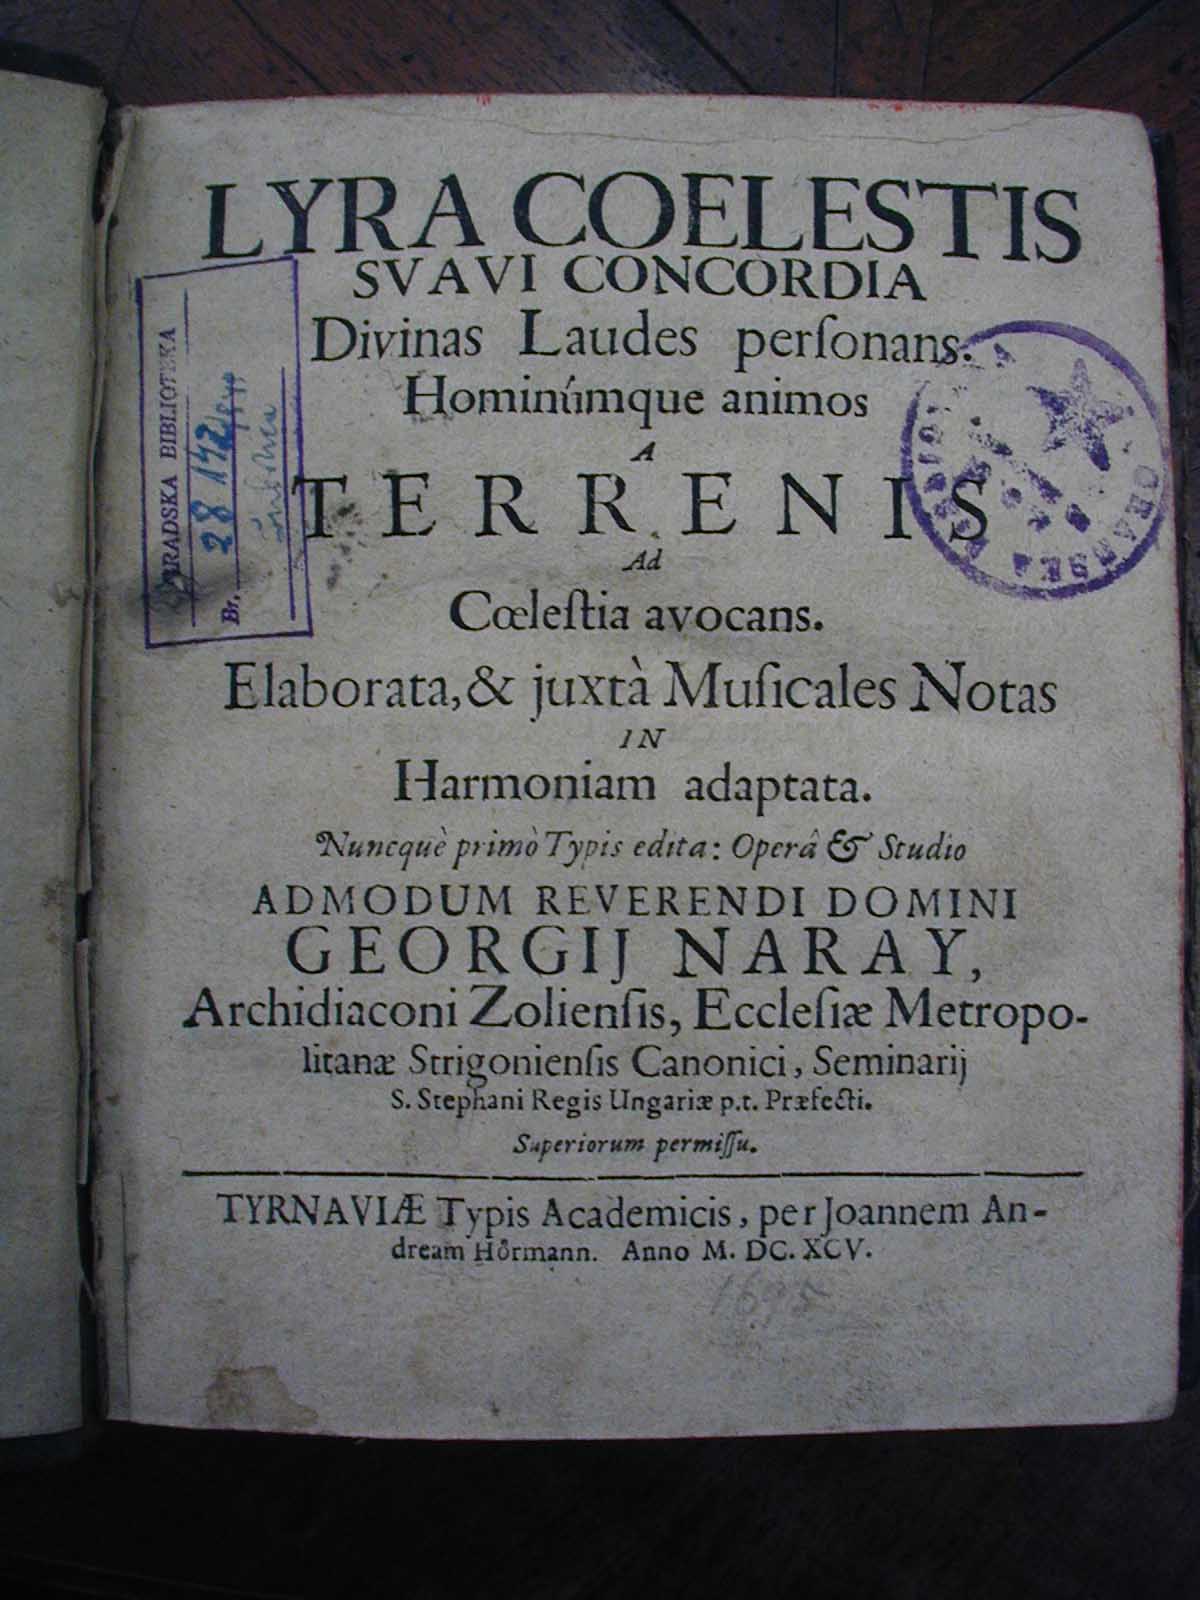 LYRA COELESTIS
SVAVI CONCORDIA
Divinas Laudes perſonans.
Hominúmque animos
A
TERRENIS
Ad
Cœleſtia avocans.
Elaborata, & juxtà Muſicales Notas
IN
Harmoniam adaptata.
Nuncquè primò Typis edita: Operâ & Studio
ADMODUM REVERENDI DOMINI
GEORGIJ NARAY,
Archidiaconi Zolienſis, Eccleſiæ Metropo-
litanæ Strigonienſis Canonici, Seminarij
S. Stephani Regis Ungariæ p.t. Præfecti.
Superiorum permiſſu.
TYRNAVIÆ Typis Academicis, per Joannem An-
dream Hörmann. Anno M. DC. XCV.
1695
BIBLIOTEKA
Br. 28 142